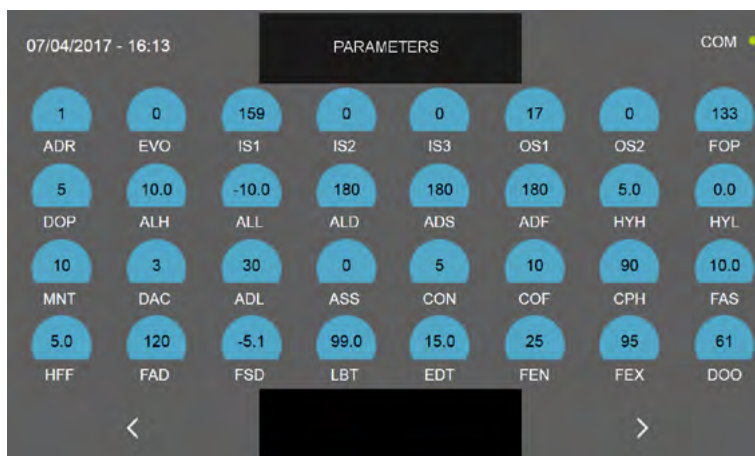 07/04/2017 - 16:13 PARAMETERS COM
1 0 159 0 0 17 0 133
ADR EVO IS1 IS2 IS3 OS1 OS2 FOP
5 10.0 -10.0 180 180 180 5.0 0.0
DOP ALH ALL ALD ADS ADF HYH HYL
10 3 30 0 5 10 90 10.0
MNT DAC ADL ASS CON COF CPH FAS
5.0 120 -5.1 99.0 15.0 25 95 61
HFF FAD FSD LBT EDT FEN FEX DOO
< >